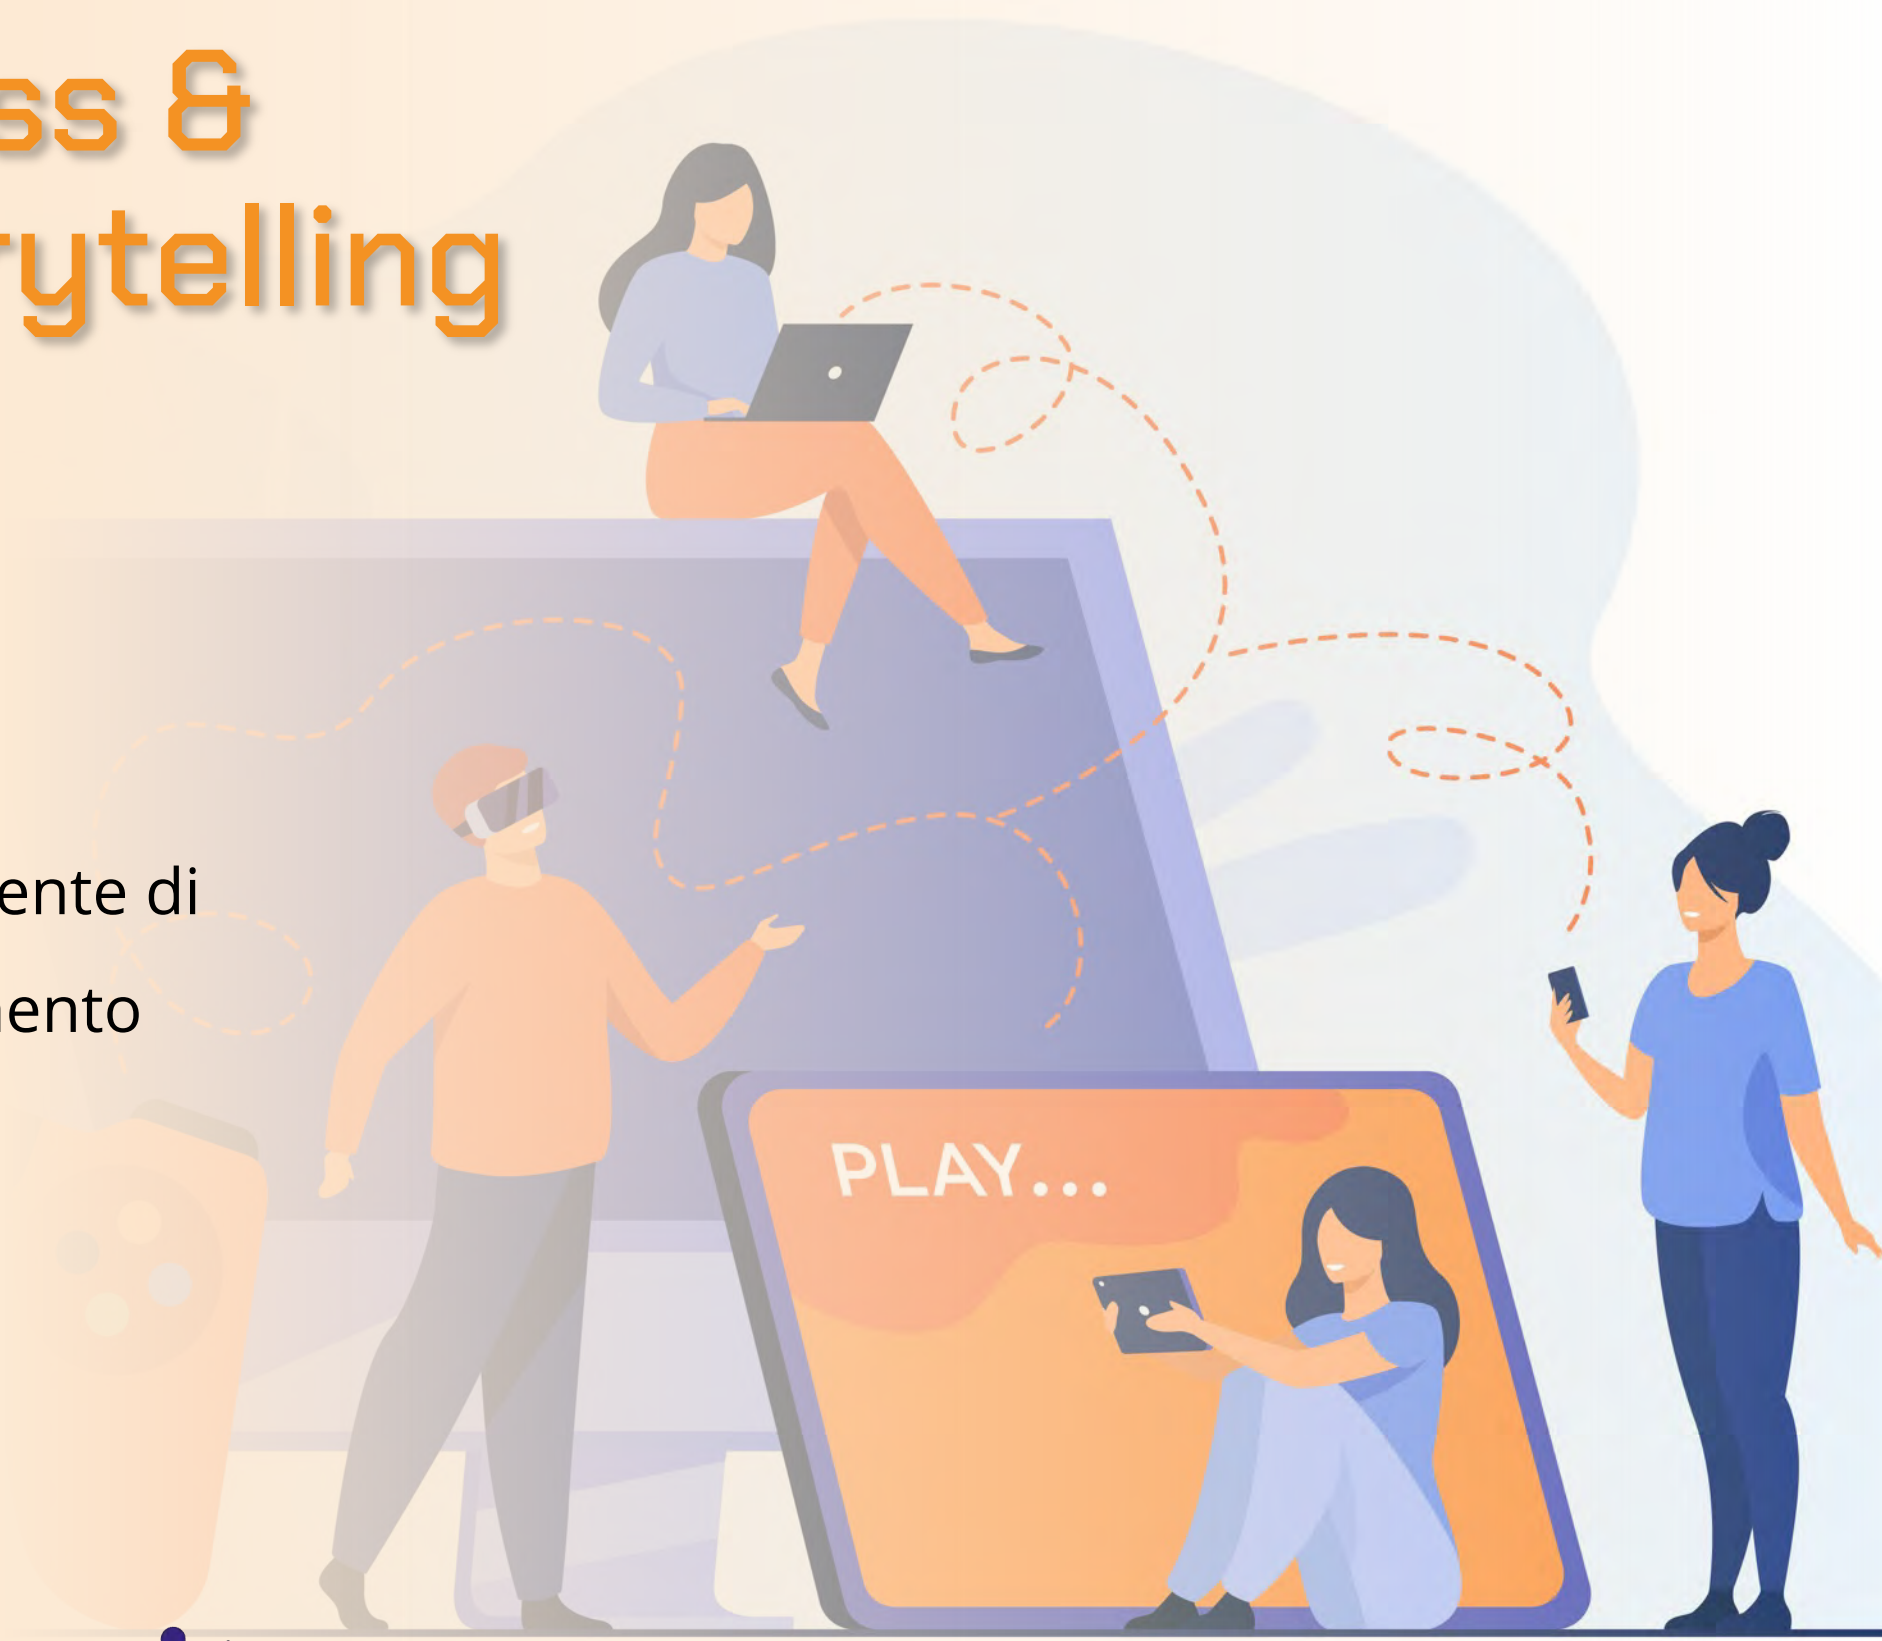 ss &
rytelling
ente di
ento
PLAY...